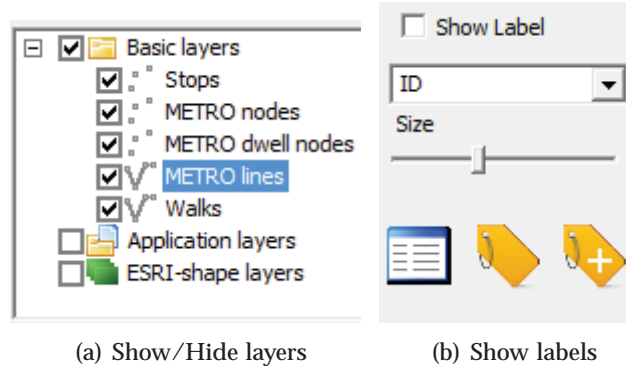 Basic layers
Stops
METRO nodes
METRO dwell nodes
METRO lines
Walks
Application layers
ESRI-shape layers
(a) Show/Hide layers
Show Label
ID
Size
(b) Show labels